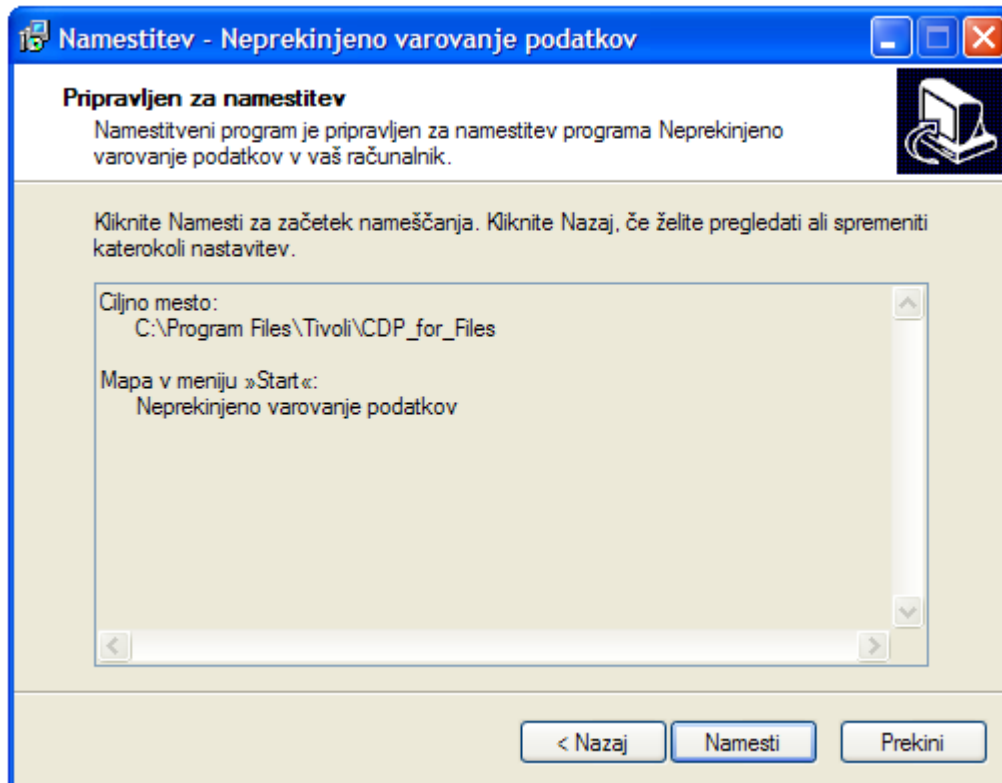 Namestitev - Neprekinjeno varovanje podatkov
Pripravljen za namestitev
Namestitveni program je pripravljen za namestitev programa Neprekinjeno
varovanje podatkov v vaš računalnik.
Kliknite Namesti za začetek nameščanja. Kliknite Nazaj, če želite pregledati ali spremeniti
katerokoli nastavitev.
Ciljno mesto:
C:\Program Files\Tivoli\CDP_for_Files
Mapa v meniju »Start«:
Neprekinjeno varovanje podatkov
< Nazaj
Namesti
Prekini